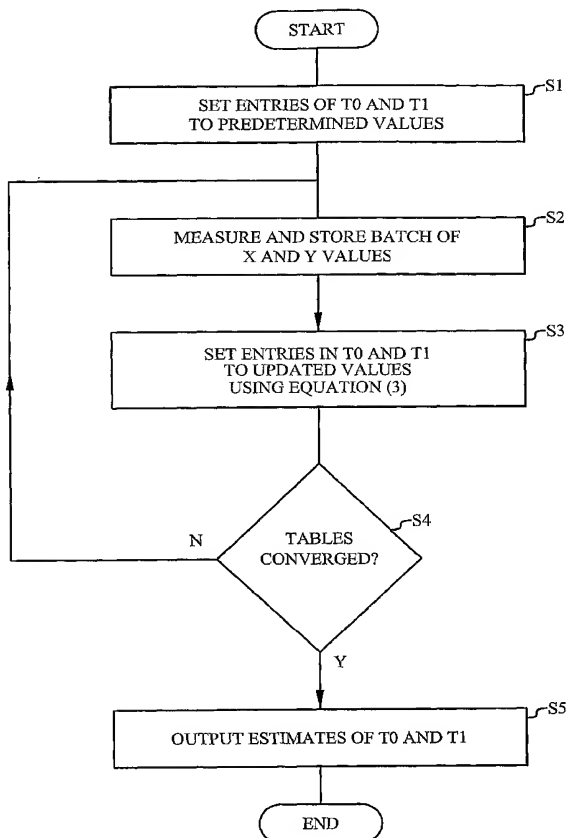 START
S1
SET ENTRIES OF T0 AND T1
TO PREDETERMINED VALUES
S2
MEASURE AND STORE BATCH OF
X AND Y VALUES
S3
SET ENTRIES IN T0 AND T1
TO UPDATED VALUES
USING EQUATION (3)
S4
TABLES
CONVERGED?
N
Y
S5
OUTPUT ESTIMATES OF T0 AND T1
END